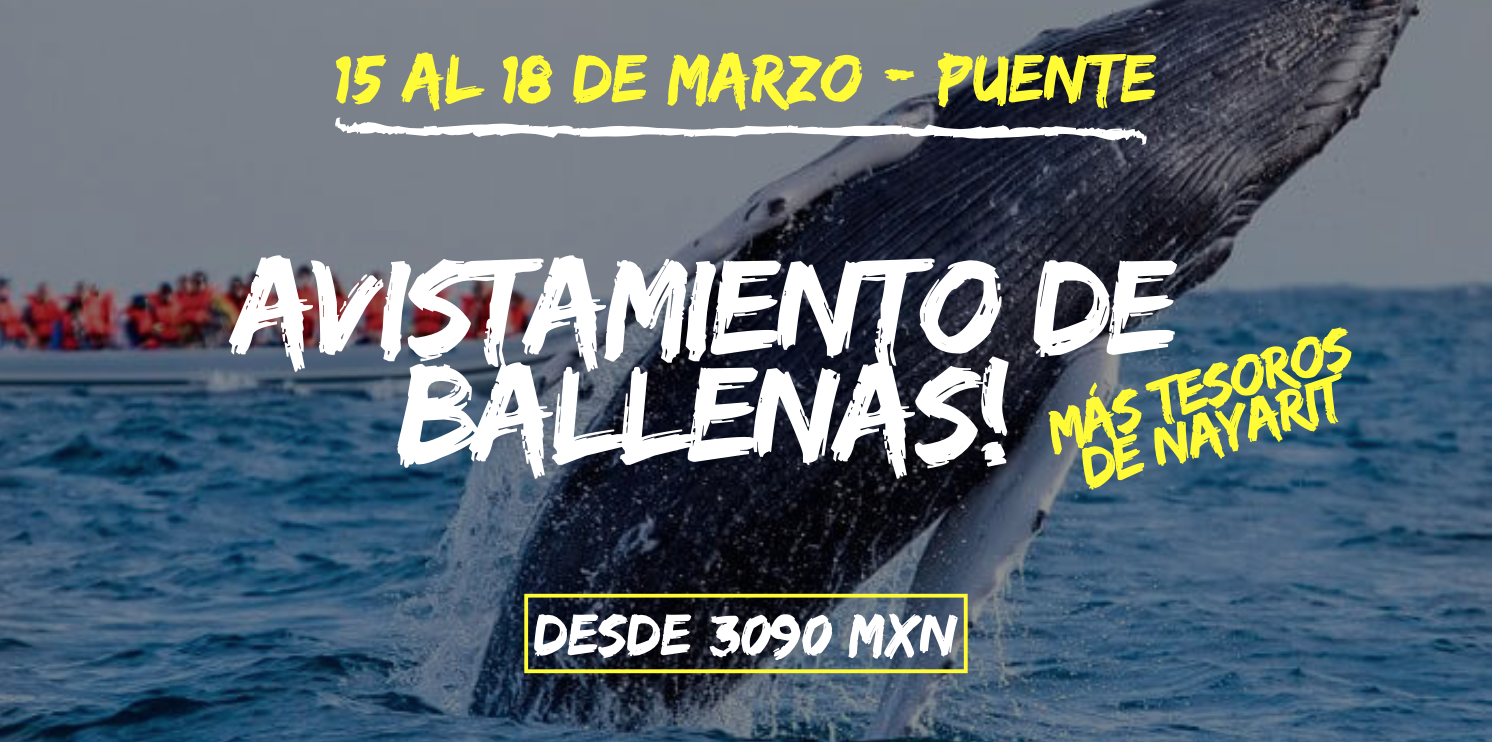 15 AL 18 DE MARZO - PUENTE
AVISTAMIENTO DE
BALLENAS!
MÁS TESOROS
DE NAYARIT
DESDE 3090 MXN